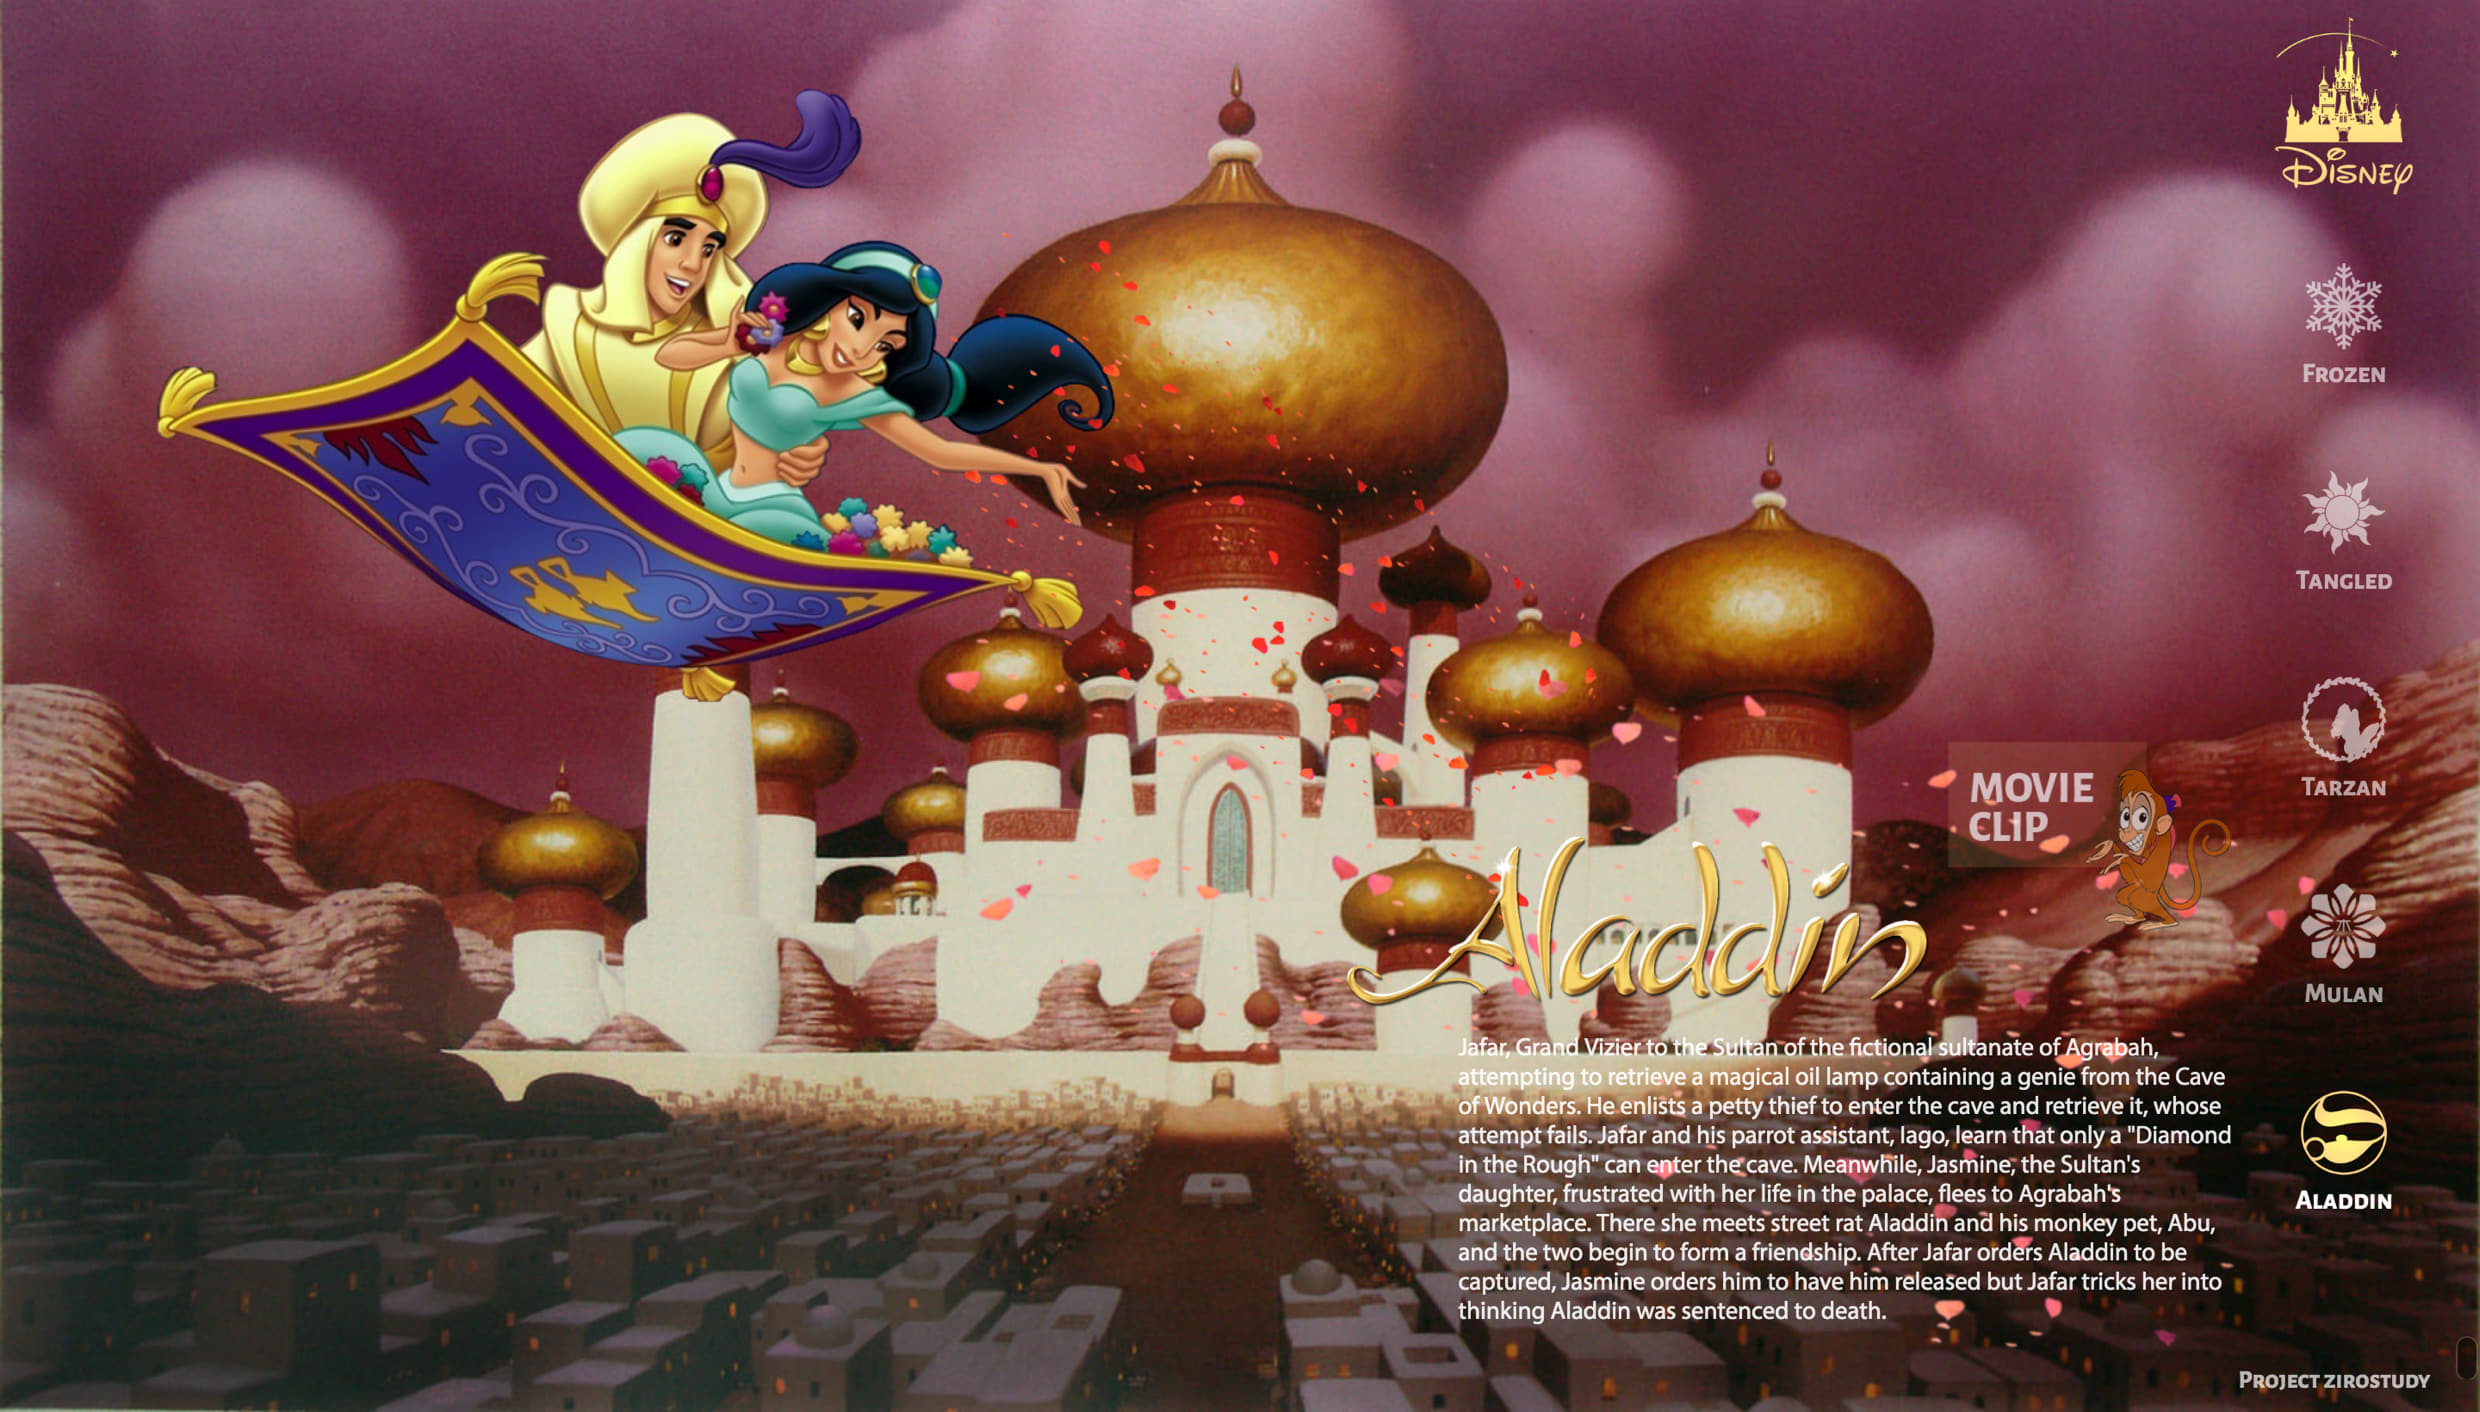 Disney
Frozen
Tangled
Tarzan
Mulan
Aladdin
MOVIE
CLIP
Aladdin
Jafar, Grand Vizier to the Sultan of the fictional sultanate of Agrabah,
attempting to retrieve a magical oil lamp containing a genie from the Cave
of Wonders. He enlists a petty thief to enter the cave and retrieve it, whose
attempt fails. Jafar and his parrot assistant, Iago, learn that only a "Diamond
in the Rough" can enter the cave. Meanwhile, Jasmine, the Sultan's
daughter, frustrated with her life in the palace, flees to Agrabah's
marketplace. There she meets street rat Aladdin and his monkey pet, Abu,
and the two begin to form a friendship. After Jafar orders Aladdin to be
captured, Jasmine orders him to have him released but Jafar tricks her into
thinking Aladdin was sentenced to death.
Project zirostudy